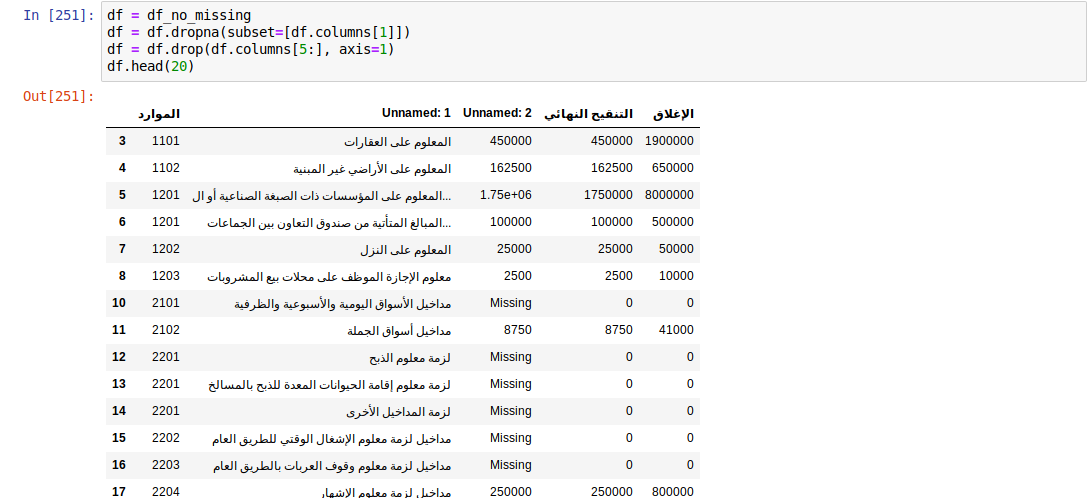 In [251]: df = df_no_missing
df = df.dropna(subset=[df.columns[1]])
df = df.drop(df.columns[5:], axis=1)
df.head(20)
Out[251]:
الموارد Unnamed: 1 Unnamed: 2 التنقيح النهائي الإغلاق
3 1101 المعلوم على العقارات 450000 450000 1900000
4 1102 المعلوم على الأراضي غير المبنية 162500 162500 650000
5 1201 المعلوم على المؤسسات ذات الصبغة الصناعية أو ال... 1.75e+06 1750000 8000000
6 1201 المبالغ المتأتية من صندوق التعاون بين الجماعات... 100000 100000 500000
7 1202 المعلوم على النزل 25000 25000 50000
8 1203 معلوم الإجازة الموظف على محلات بيع المشروبات 2500 2500 10000
10 2101 مداخيل الأسواق اليومية والأسبوعية والظرفية Missing 0 0
11 2102 مداخيل أسواق الجملة 8750 8750 41000
12 2201 لزمة معلوم الذبح Missing 0 0
13 2201 لزمة معلوم إقامة الحيوانات المعدة للذبح بالمسالخ Missing 0 0
14 2201 لزمة المداخيل الأخرى Missing 0 0
15 2202 مداخيل لزمة معلوم الإشغال الوقتي للطريق العام Missing 0 0
16 2203 مداخيل لزمة معلوم وقوف العربات بالطريق العام Missing 0 0
17 2204 مداخيل لزمة معلوم الإشهار 250000 250000 800000